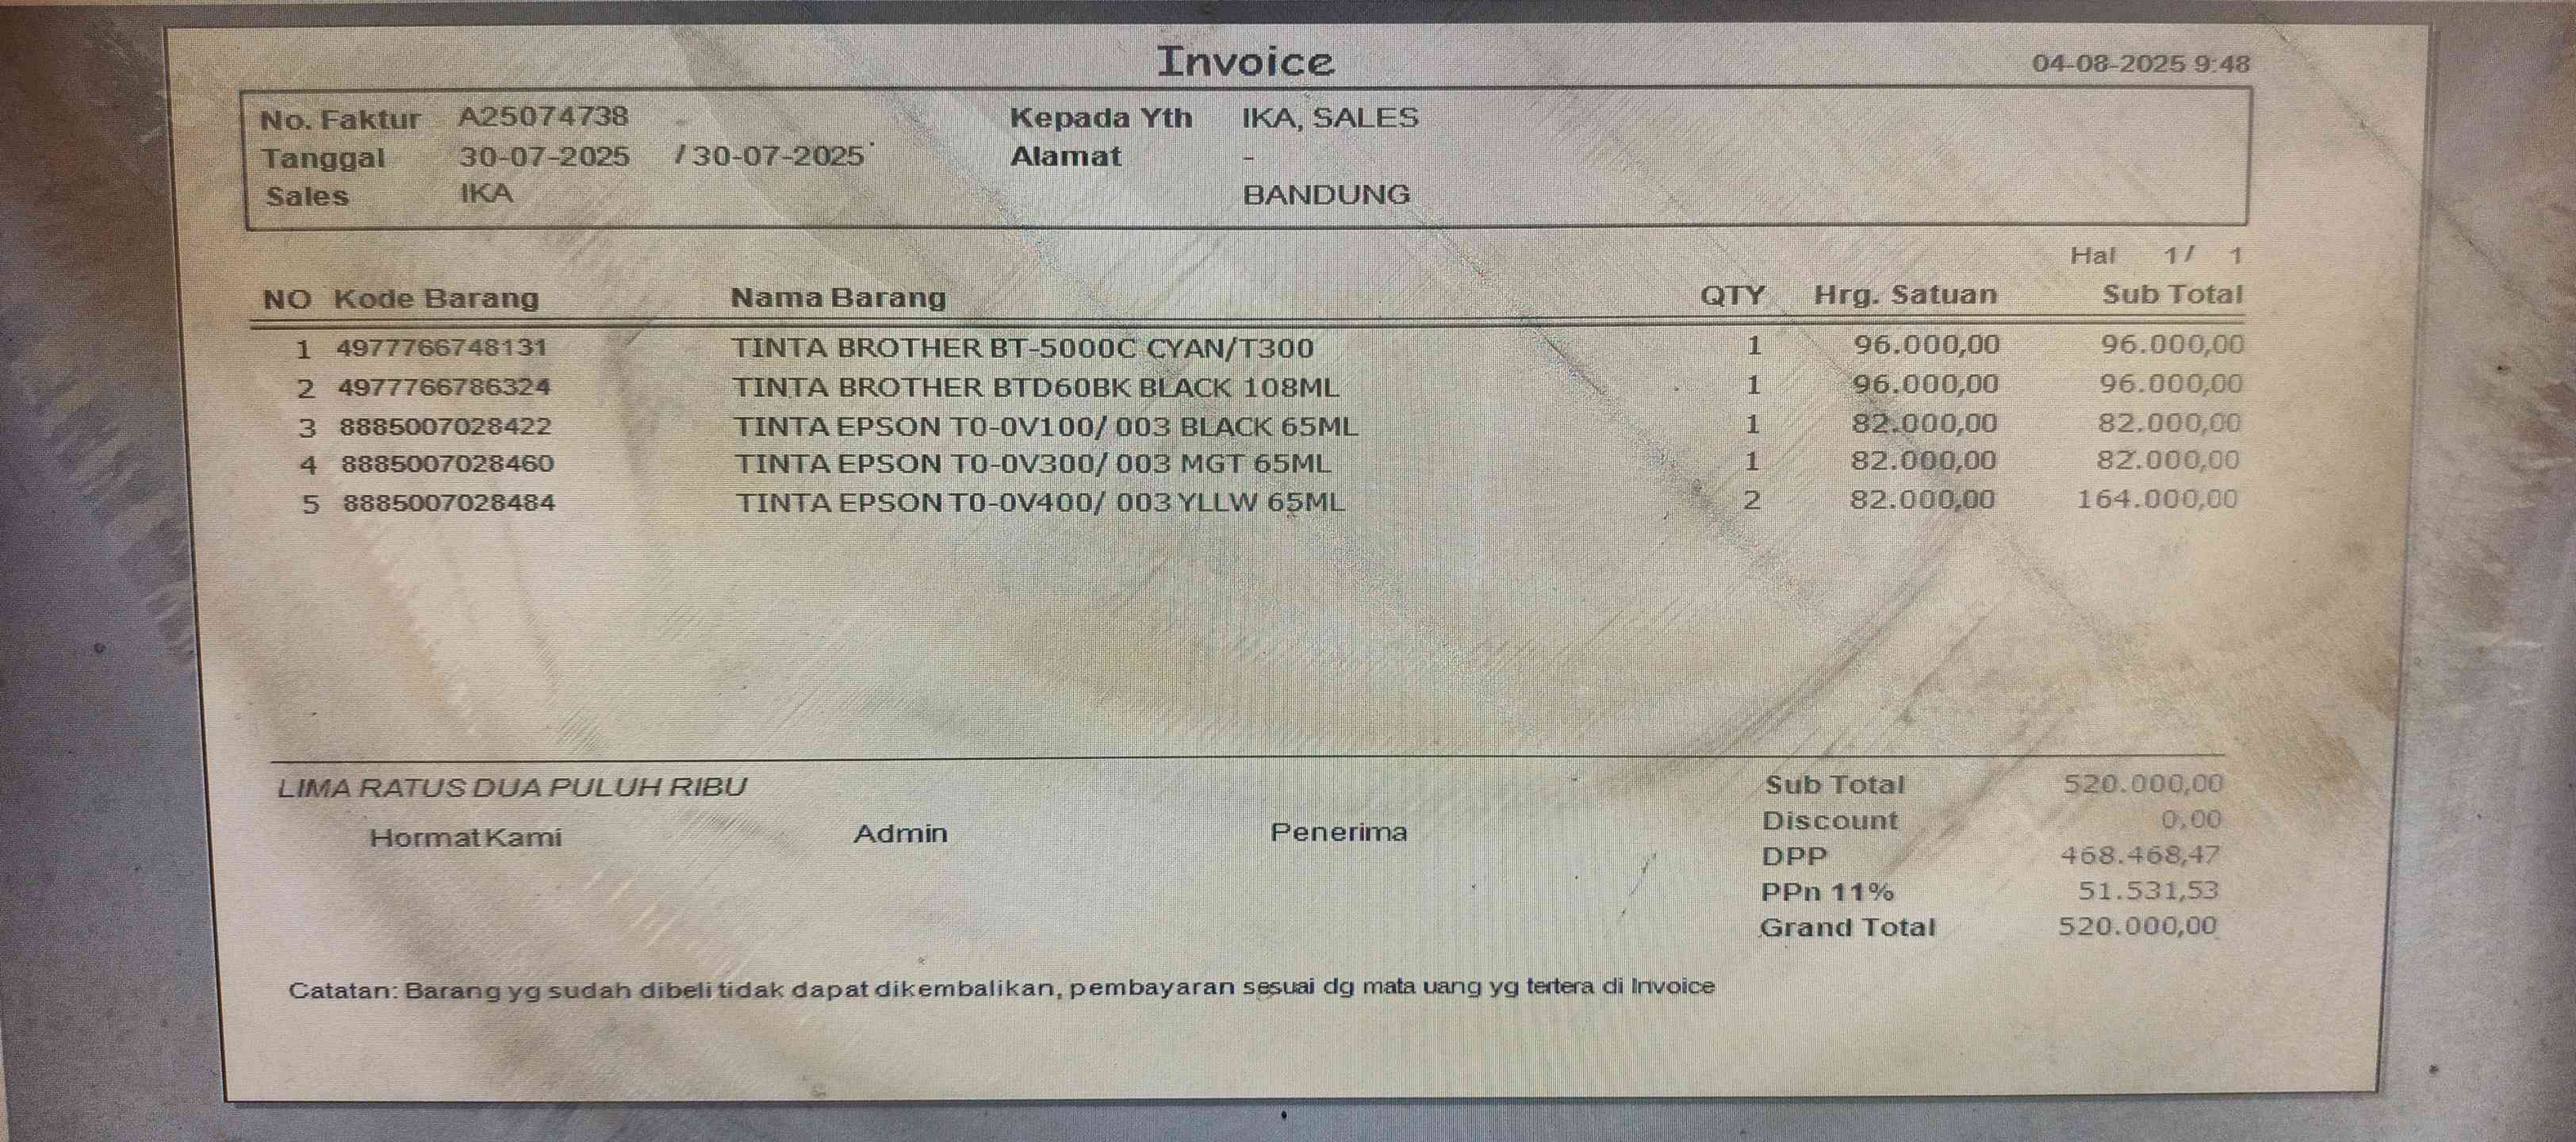 Invoice
04-08-2025 9:48
No. Faktur A25074738 Kepada Yth IKA, SALES
Tanggal 30-07-2025 / 30-07-2025 Alamat -
Sales IKA BANDUNG
Hal 1 / 1
NO Kode Barang Nama Barang QTY Hrg. Satuan Sub Total
1 4977766748131 TINTA BROTHER BT-5000C CYAN/T300 1 96.000,00 96.000,00
2 4977766786324 TINTA BROTHER BTD60BK BLACK 108ML 1 96.000,00 96.000,00
3 8885007028422 TINTA EPSON T0-0V100/ 003 BLACK 65ML 1 82.000,00 82.000,00
4 8885007028460 TINTA EPSON T0-0V300/ 003 MGT 65ML 1 82.000,00 82.000,00
5 8885007028484 TINTA EPSON T0-0V400/ 003 YLLW 65ML 2 82.000,00 164.000,00
LIMA RATUS DUA PULUH RIBU Sub Total 520.000,00
Discount 0,00
Hormat Kami Admin Penerima
DPP 468.468,47
PPn 11% 51.531,53
Grand Total 520.000,00
Catatan: Barang yg sudah dibeli tidak dapat dikembalikan, pembayaran sesuai dg mata uang yg tertera di Invoice